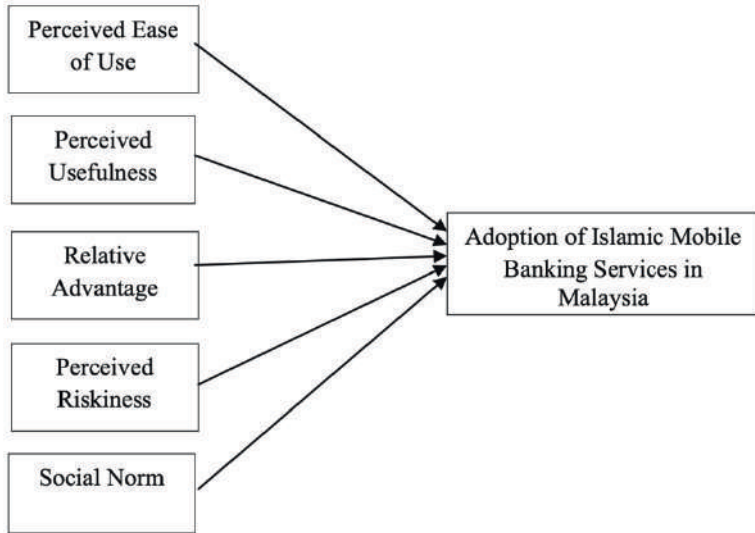 Perceived Ease
of Use
Perceived
Usefulness
Relative
Advantage
Perceived
Riskiness
Social Norm
Adoption of Islamic Mobile
Banking Services in
Malaysia